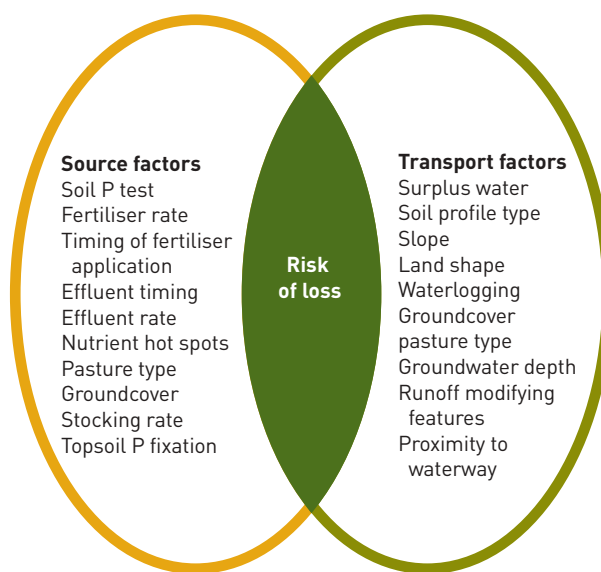 Source factors
Soil P test
Fertiliser rate
Timing of fertiliser
application
Effluent timing
Effluent rate
Nutrient hot spots
Pasture type
Groundcover
Stocking rate
Topsoil P fixation
Risk
of loss
Transport factors
Surplus water
Soil profile type
Slope
Land shape
Waterlogging
Groundcover
pasture type
Groundwater depth
Runoff modifying
features
Proximity to
waterway